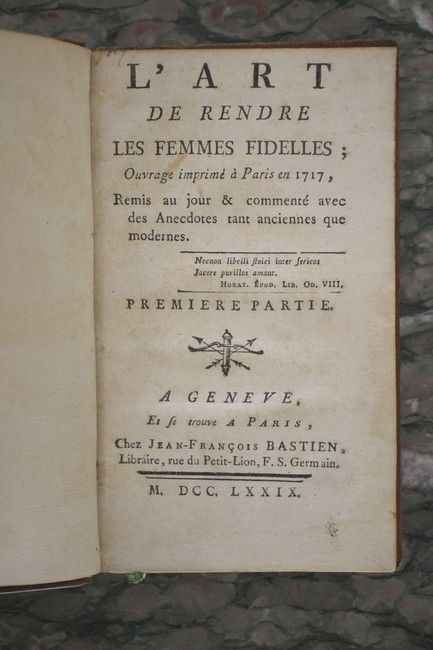 L'ART
DE RENDRE
LES FEMMES FIDELLES ;
Ouvrage imprimé à Paris en 1717,
Remis au jour & commenté avec
des Anecdotes tant anciennes que
modernes.
Necnon libelli stoici inter sericos
Jacere puvillos amant.
HORAT. ÉPOD. LIB. OD. VIII.
PREMIERE PARTIE.
A GENEVE,
Et se trouve A PARIS,
Chez JEAN-FRANÇOIS BASTIEN,
Libraire, rue du Petit-Lion, F. S. Germain.
M. DCC. LXXIX.